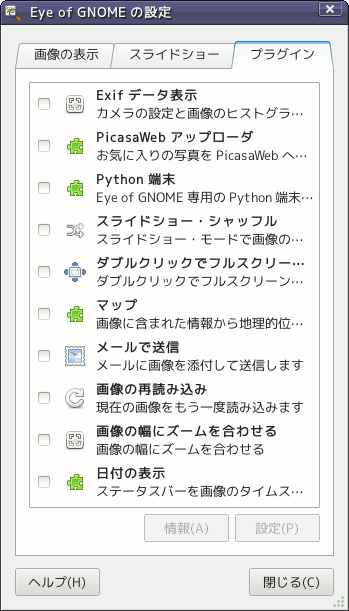 Eye of GNOME の設定
画像の表示
スライドショー
プラグイン
Exif データ表示
カメラの設定と画像のヒストグラ…
PicasaWeb アップローダ
お気に入りの写真を PicasaWeb へ…
Python 端末
Eye of GNOME 専用の Python 端末…
スライドショー・シャッフル
スライドショー・モードで画像の…
ダブルクリックでフルスクリー…
ダブルクリックでフルスクリーン…
マップ
画像に含まれた情報から地理的位…
メールで送信
メールに画像を添付して送信します
画像の再読み込み
現在の画像をもう一度読み込みます
画像の幅にズームを合わせる
画像の幅にズームを合わせる
日付の表示
ステータスバーを画像のタイムス…
情報(A)
設定(P)
ヘルプ(H)
閉じる(C)